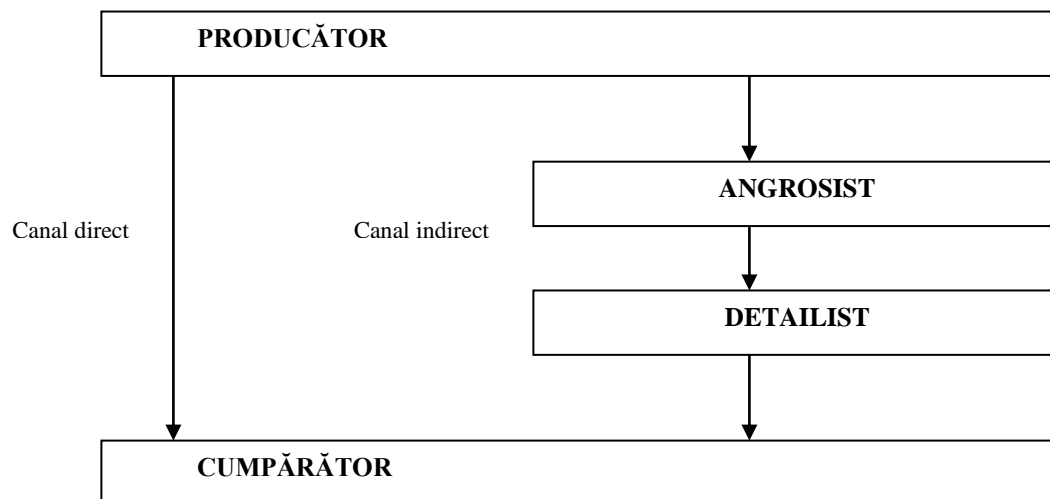 PRODUCĂTOR
ANGROSIST
Canal direct
Canal indirect
DETAILIST
CUMPĂRĂTOR